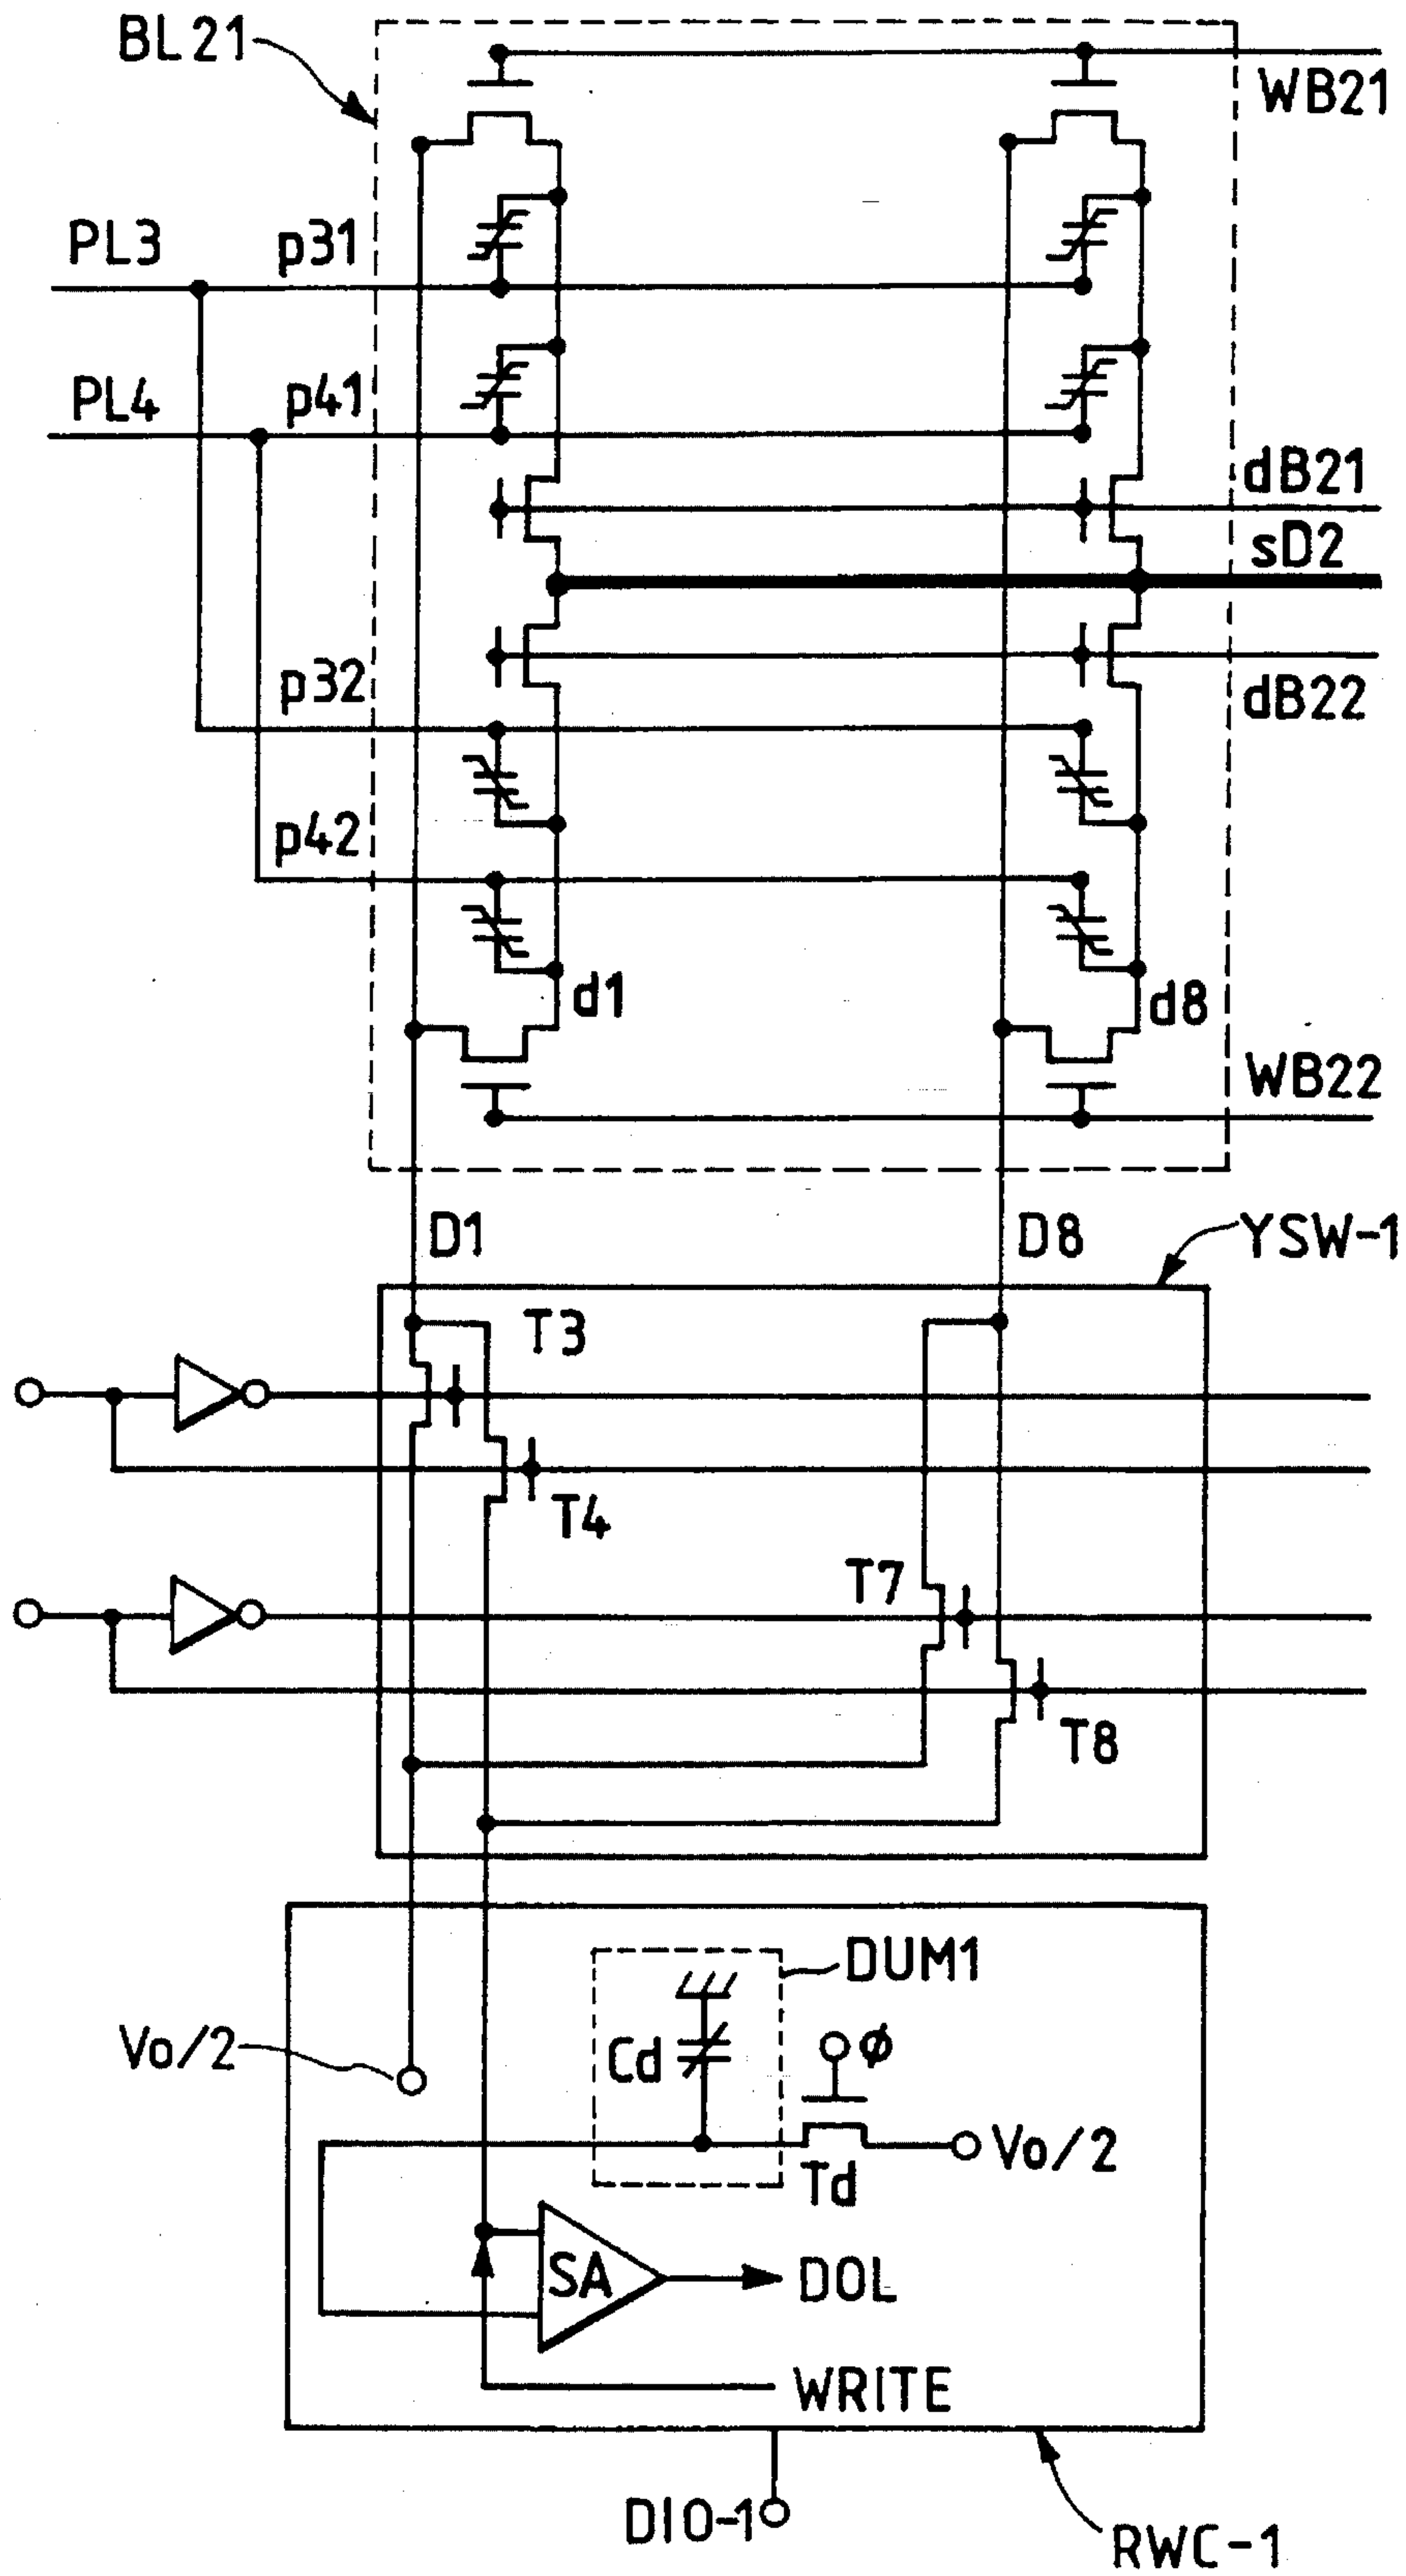 BL21
WB21
PL3
p31
PL4
p41
dB21
sD2
p32
dB22
p42
d1
d8
WB22
D1
D8
YSW-1
T3
T4
T7
T8
DUM1
Cd
ϕ
Vo/2
Vo/2
Td
SA
DOL
WRITE
DIO-1
RWC-1